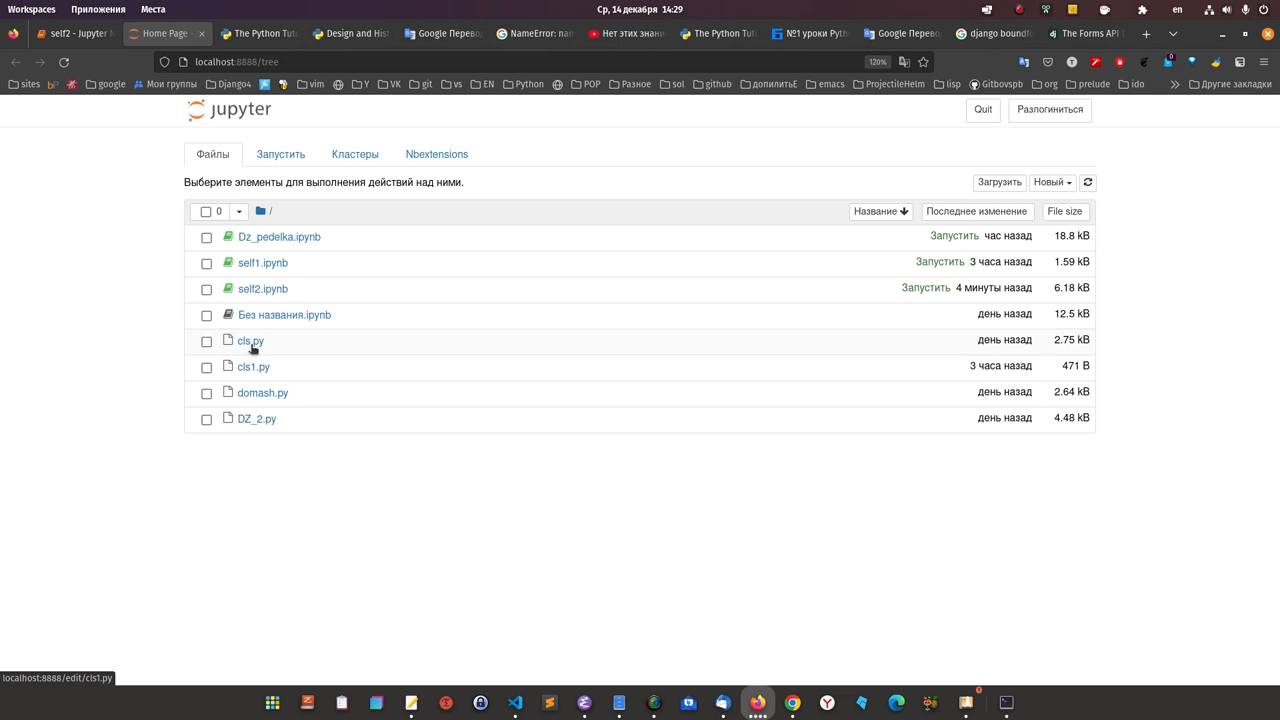 Workspaces Приложения Места Ср, 14 декабря 14:29 en
self2 - Jupyter N Home Page - The Python Tuto Design and Hist Google Перево NameError: nam Нет этих знани The Python Tuto №1 уроки Pyth Google Перево django boundf The Forms API
localhost:8888/tree 120%
sites google Мои группы Django4 vim Y VK git vs EN Python POP Разное sol github допилитьЕ emacs ProjectileHelm lisp Gitbovspb org prelude ido Другие закладки
jupyter Quit Разлогиниться
Файлы Запустить Кластеры Nbextensions
Выберите элементы для выполнения действий над ними. Загрузить Новый
0 / Название Последнее изменение File size
Dz_pedelka.ipynb Запустить час назад 18.8 kB
self1.ipynb Запустить 3 часа назад 1.59 kB
self2.ipynb Запустить 4 минуты назад 6.18 kB
Без названия.ipynb день назад 12.5 kB
cls.py день назад 2.75 kB
cls1.py 3 часа назад 471 B
domash.py день назад 2.64 kB
DZ_2.py день назад 4.48 kB
localhost:8888/edit/cls1.py